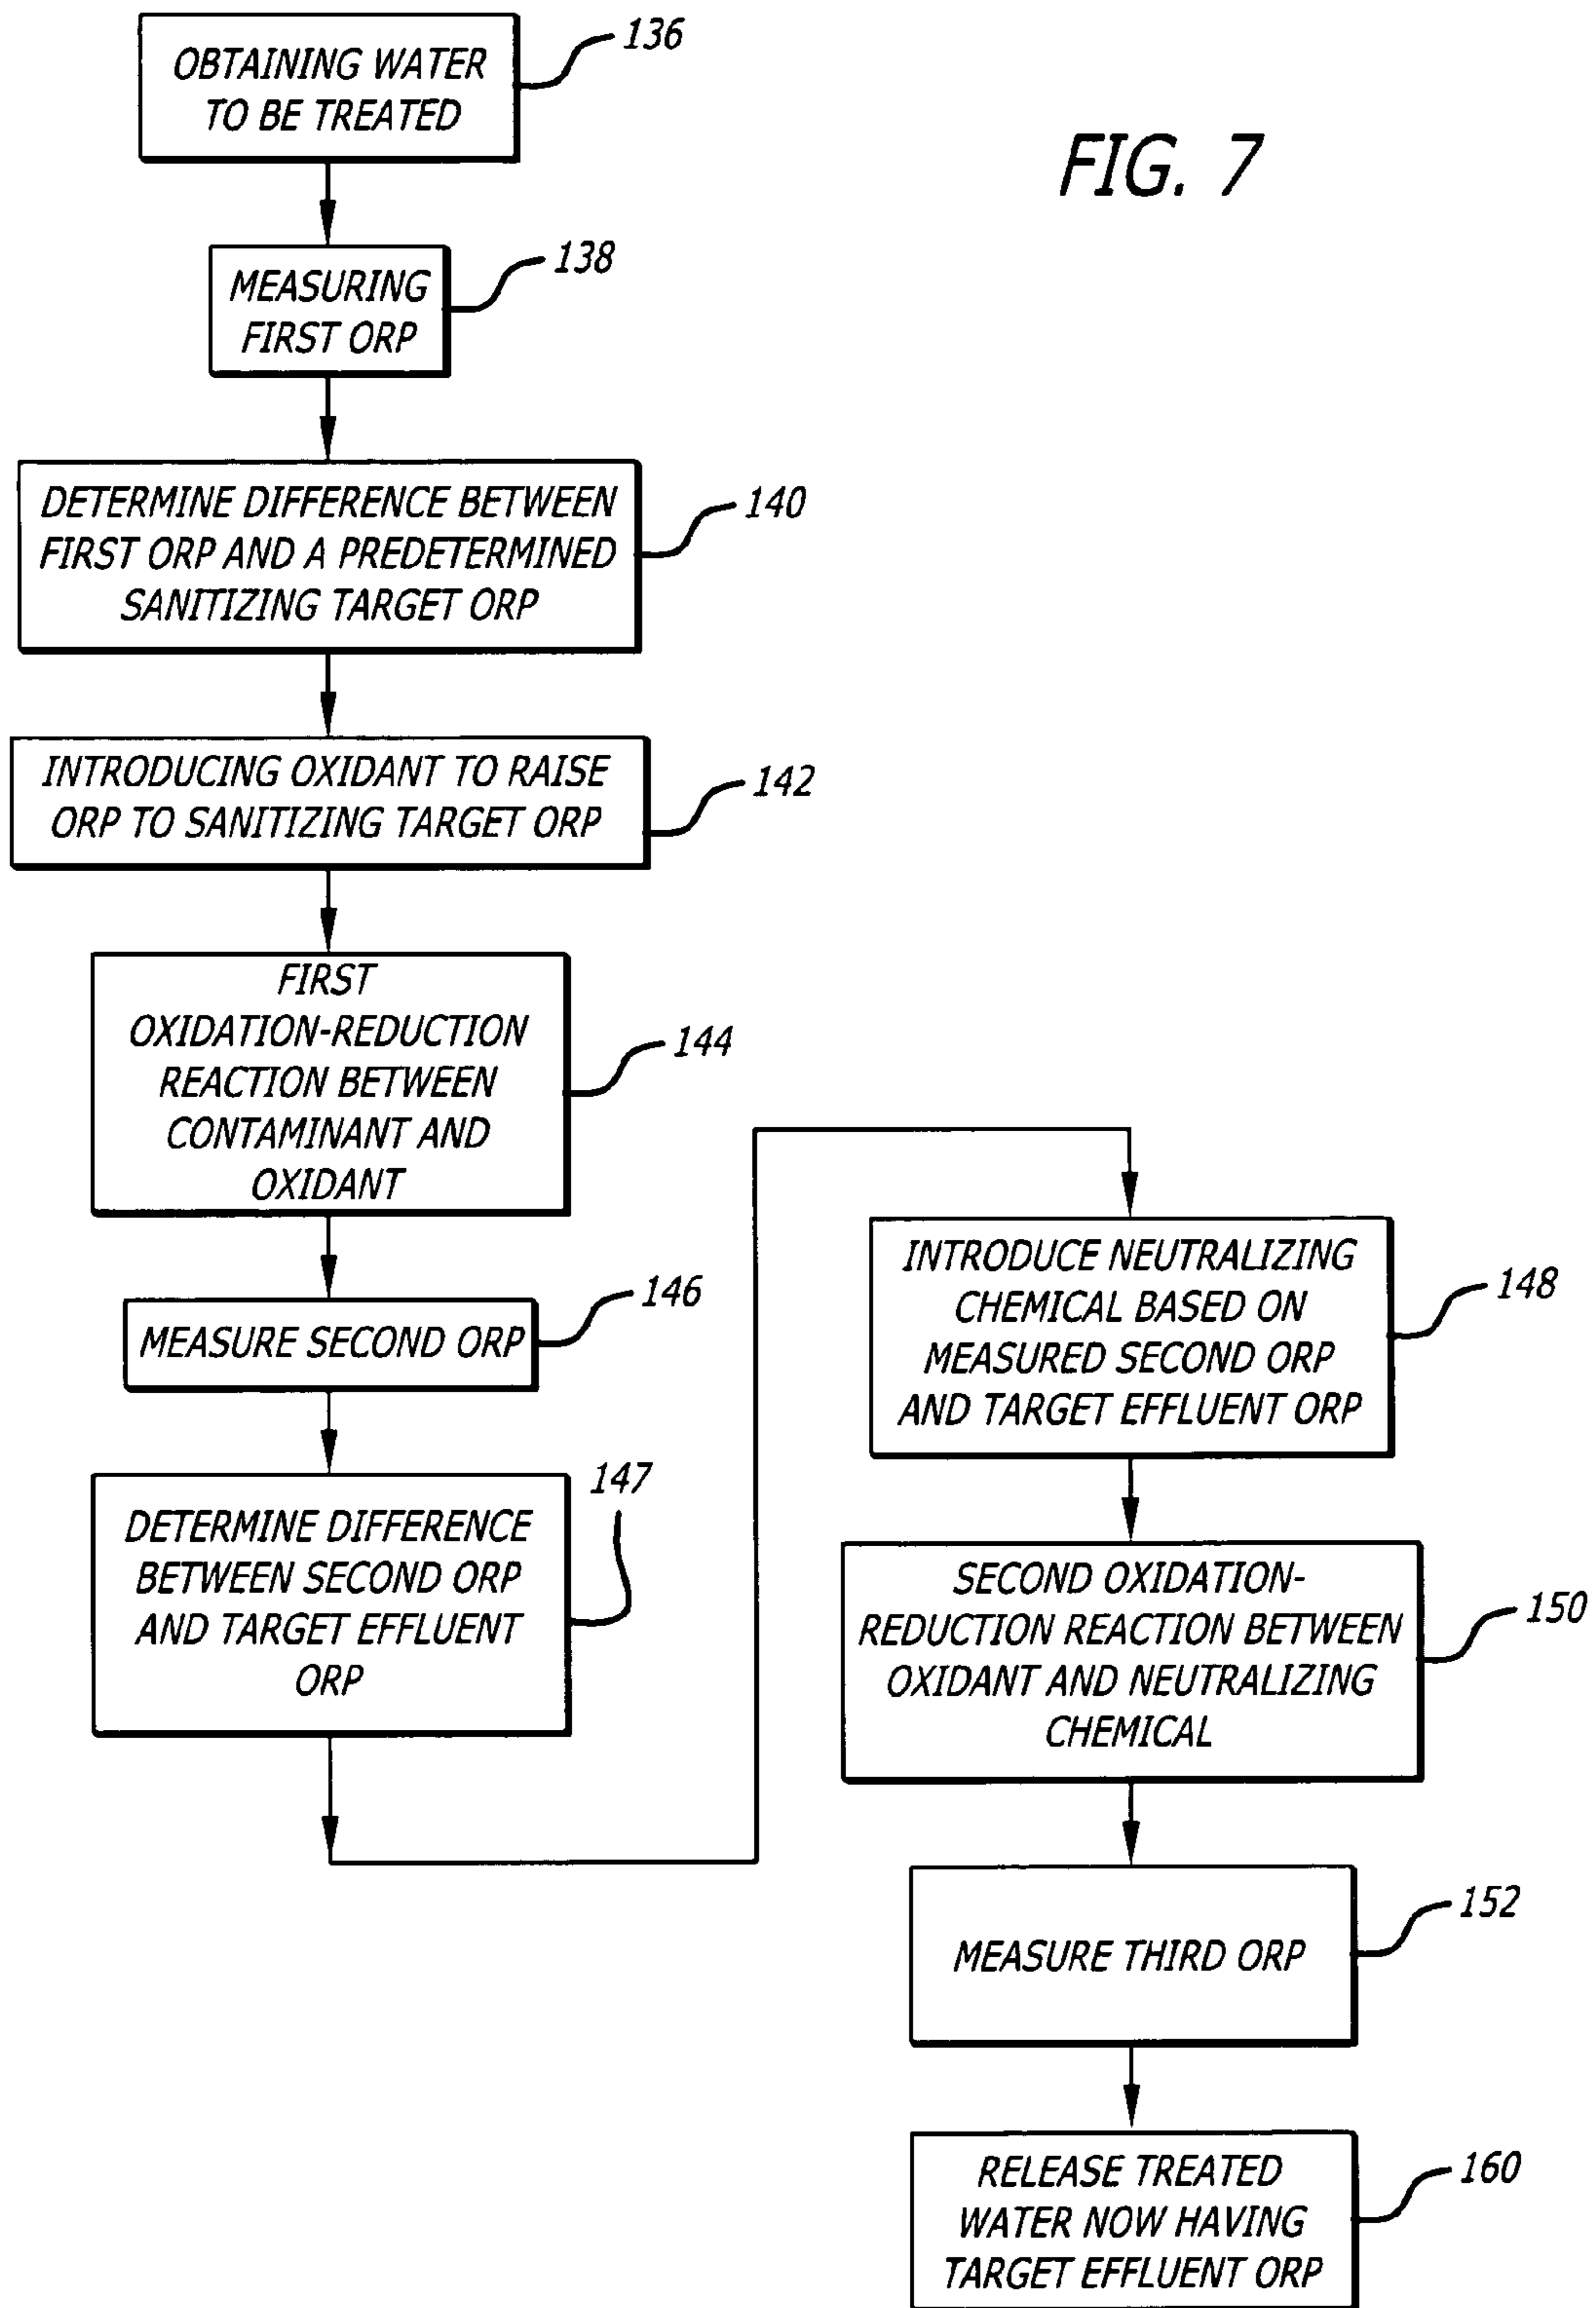 FIG. 7
OBTAINING WATER
TO BE TREATED
136
MEASURING
FIRST ORP
138
DETERMINE DIFFERENCE BETWEEN
FIRST ORP AND A PREDETERMINED
SANITIZING TARGET ORP
140
INTRODUCING OXIDANT TO RAISE
ORP TO SANITIZING TARGET ORP
142
FIRST
OXIDATION-REDUCTION
REACTION BETWEEN
CONTAMINANT AND
OXIDANT
144
MEASURE SECOND ORP
146
DETERMINE DIFFERENCE
BETWEEN SECOND ORP
AND TARGET EFFLUENT
ORP
147
INTRODUCE NEUTRALIZING
CHEMICAL BASED ON
MEASURED SECOND ORP
AND TARGET EFFLUENT ORP
148
SECOND OXIDATION-
REDUCTION REACTION BETWEEN
OXIDANT AND NEUTRALIZING
CHEMICAL
150
MEASURE THIRD ORP
152
RELEASE TREATED
WATER NOW HAVING
TARGET EFFLUENT ORP
160